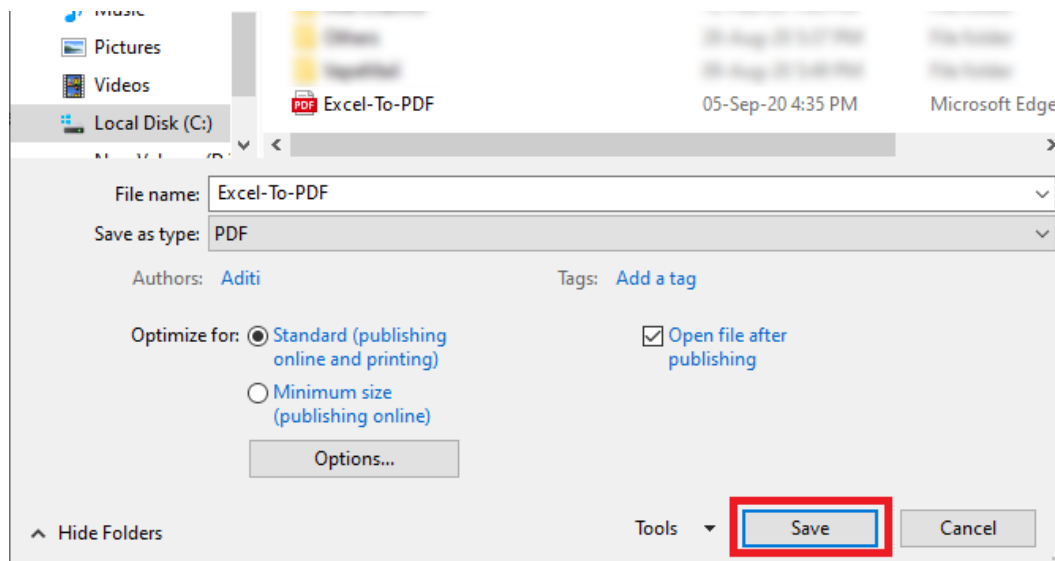 Music
Pictures
Videos
Local Disk (C:)
PDF Excel-To-PDF 05-Sep-20 4:35 PM Microsoft Edge
File name: Excel-To-PDF
Save as type: PDF
Authors: Aditi Tags: Add a tag
Optimize for: Standard (publishing
online and printing)
Open file after
publishing
Minimum size
(publishing online)
Options...
Hide Folders Tools Save Cancel